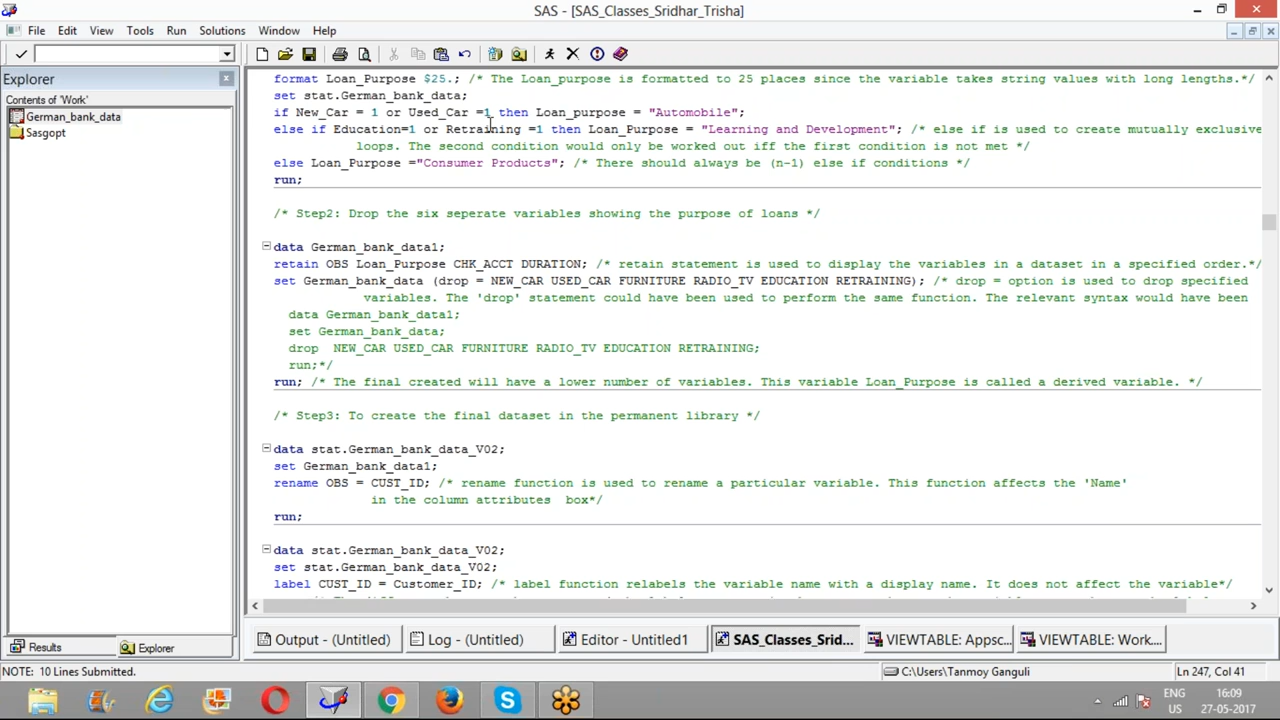 SAS - [SAS_Classes_Sridhar_Trisha]
File Edit View Tools Run Solutions Window Help
Explorer
Contents of 'Work'
German_bank_data
Sasgopt
format Loan_Purpose $25.; /* The Loan_purpose is formatted to 25 places since the variable takes string values with long lengths.*/
set stat.German_bank_data;
if New_Car = 1 or Used_Car =1 then Loan_purpose = "Automobile";
else if Education=1 or Retraining =1 then Loan_Purpose = "Learning and Development"; /* else if is used to create mutually exclusive
loops. The second condition would only be worked out iff the first condition is not met */
else Loan_Purpose ="Consumer Products"; /* There should always be (n-1) else if conditions */
run;
/* Step2: Drop the six seperate variables showing the purpose of loans */
data German_bank_data1;
retain OBS Loan_Purpose CHK_ACCT DURATION; /* retain statement is used to display the variables in a dataset in a specified order.*/
set German_bank_data (drop = NEW_CAR USED_CAR FURNITURE RADIO_TV EDUCATION RETRAINING); /* drop = option is used to drop specified
variables. The 'drop' statement could have been used to perform the same function. The relevant syntax would have been
data German_bank_data1;
set German_bank_data;
drop NEW_CAR USED_CAR FURNITURE RADIO_TV EDUCATION RETRAINING;
run;*/
run; /* The final created will have a lower number of variables. This variable Loan_Purpose is called a derived variable. */
/* Step3: To create the final dataset in the permanent library */
data stat.German_bank_data_V02;
set German_bank_data1;
rename OBS = CUST_ID; /* rename function is used to rename a particular variable. This function affects the 'Name'
in the column attributes box*/
run;
data stat.German_bank_data_V02;
set stat.German_bank_data_V02;
label CUST_ID = Customer_ID; /* label function relabels the variable name with a display name. It does not affect the variable*/
Results Explorer
Output - (Untitled) Log - (Untitled) Editor - Untitled1 SAS_Classes_Srid... VIEWTABLE: Appsc... VIEWTABLE: Work....
NOTE: 10 Lines Submitted. C:\Users\Tanmoy Ganguli Ln 247, Col 41
ENG 16:09
US 27-05-2017